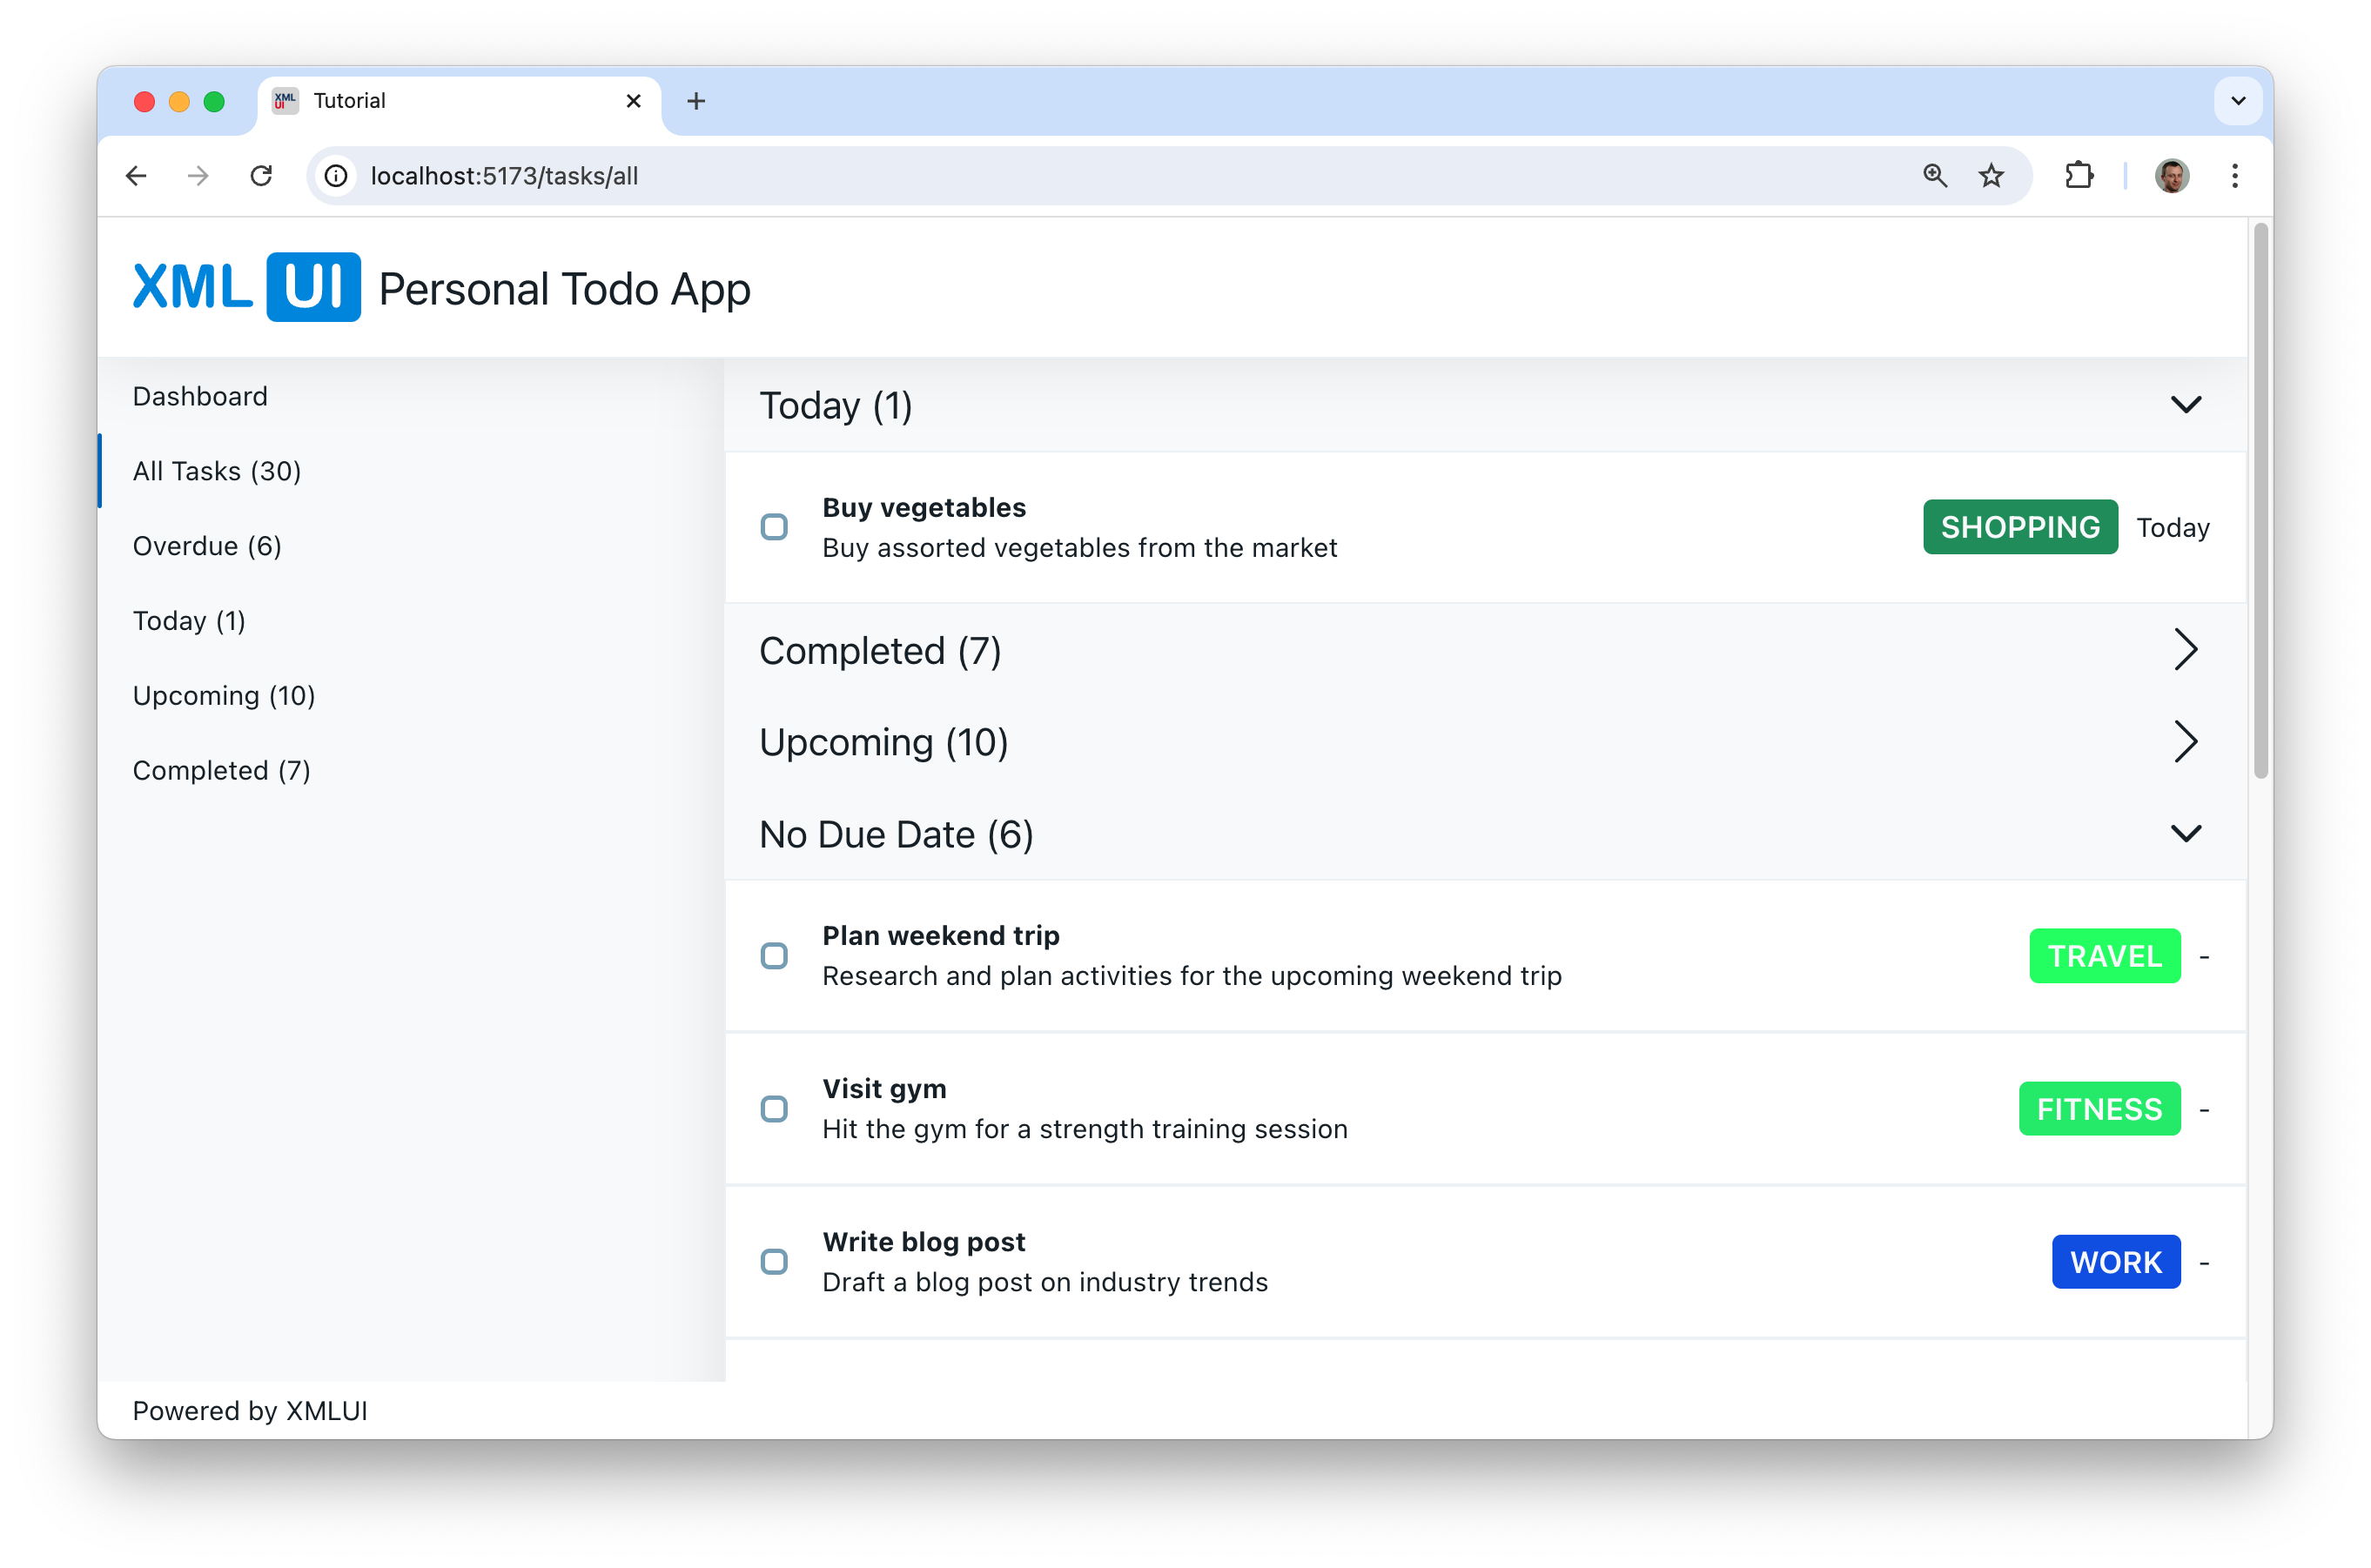 XML UI Tutorial
localhost:5173/tasks/all
XML UI Personal Todo App
Dashboard
All Tasks (30)
Overdue (6)
Today (1)
Upcoming (10)
Completed (7)
Today (1)
Buy vegetables
Buy assorted vegetables from the market
SHOPPING Today
Completed (7)
Upcoming (10)
No Due Date (6)
Plan weekend trip
Research and plan activities for the upcoming weekend trip
TRAVEL -
Visit gym
Hit the gym for a strength training session
FITNESS -
Write blog post
Draft a blog post on industry trends
WORK -
Powered by XMLUI